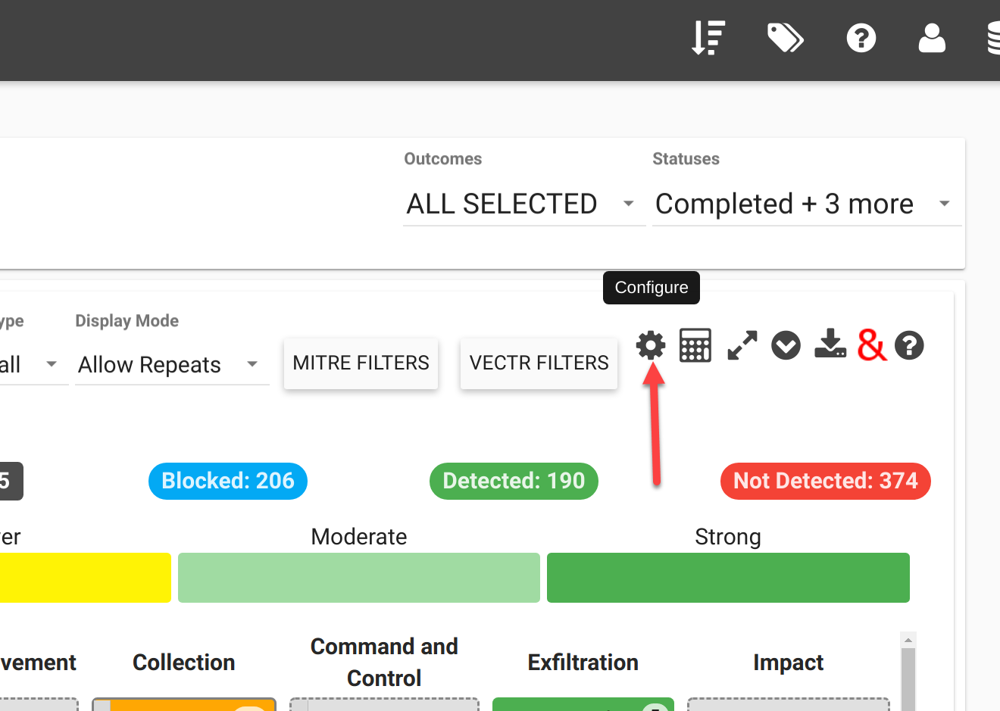 Outcomes
Statuses
ALL SELECTED
Completed + 3 more
Configure
ype
Display Mode
all
Allow Repeats
MITRE FILTERS
VECTR FILTERS
&
5
Blocked: 206
Detected: 190
Not Detected: 374
er
Moderate
Strong
vement
Collection
Command and
Control
Exfiltration
Impact